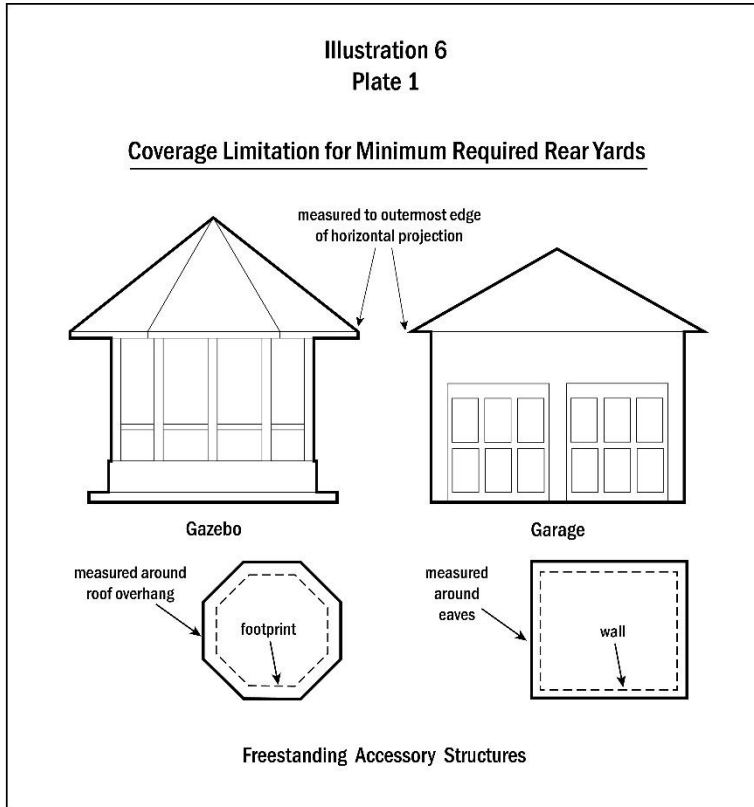 Illustration 6
Plate 1
Coverage Limitation for Minimum Required Rear Yards
measured to outermost edge
of horizontal projection
Gazebo
Garage
measured around
roof overhang
footprint
measured
around
eaves
wall
Freestanding Accessory Structures